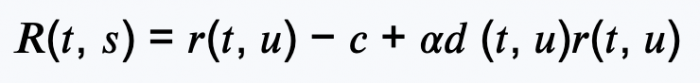 R(t, s) = r(t, u) − c + αd (t, u)r(t, u)